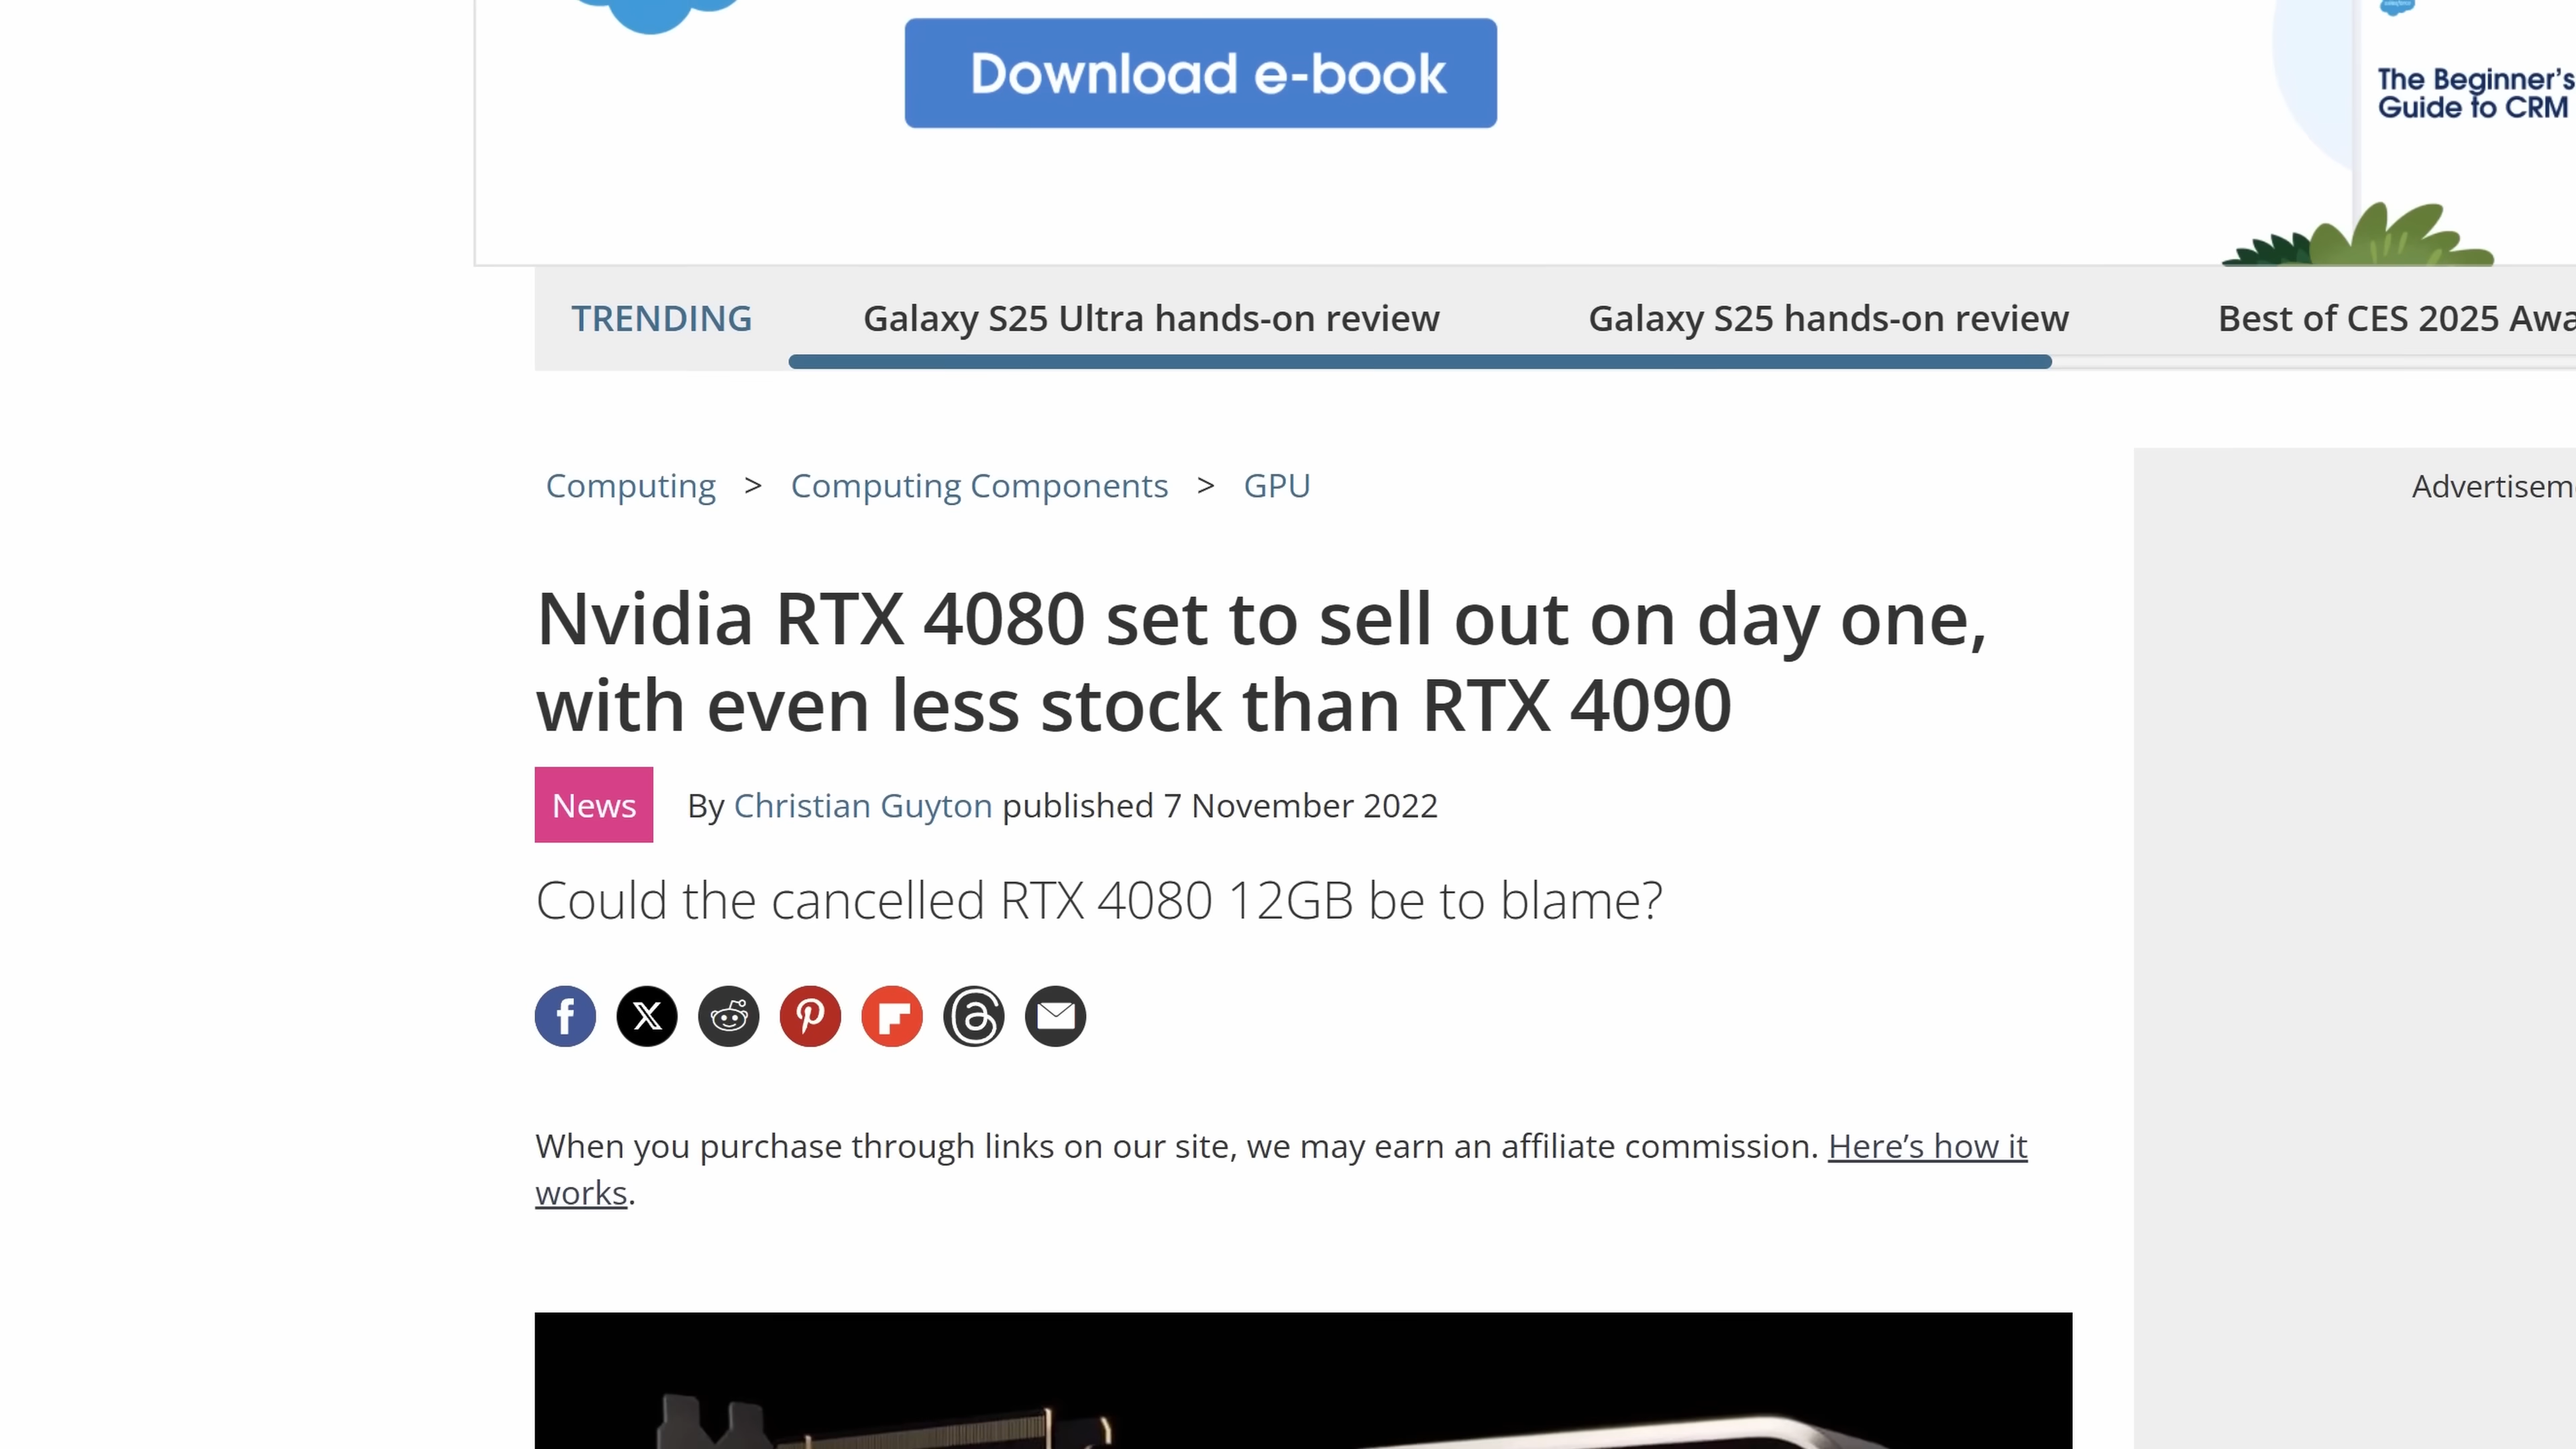 Download e-book
The Beginner's
Guide to CRM
TRENDING
Galaxy S25 Ultra hands-on review
Galaxy S25 hands-on review
Best of CES 2025
Computing > Computing Components > GPU
Nvidia RTX 4080 set to sell out on day one,
with even less stock than RTX 4090
News
By Christian Guyton published 7 November 2022
Could the cancelled RTX 4080 12GB be to blame?
When you purchase through links on our site, we may earn an affiliate commission. Here’s how it
works.